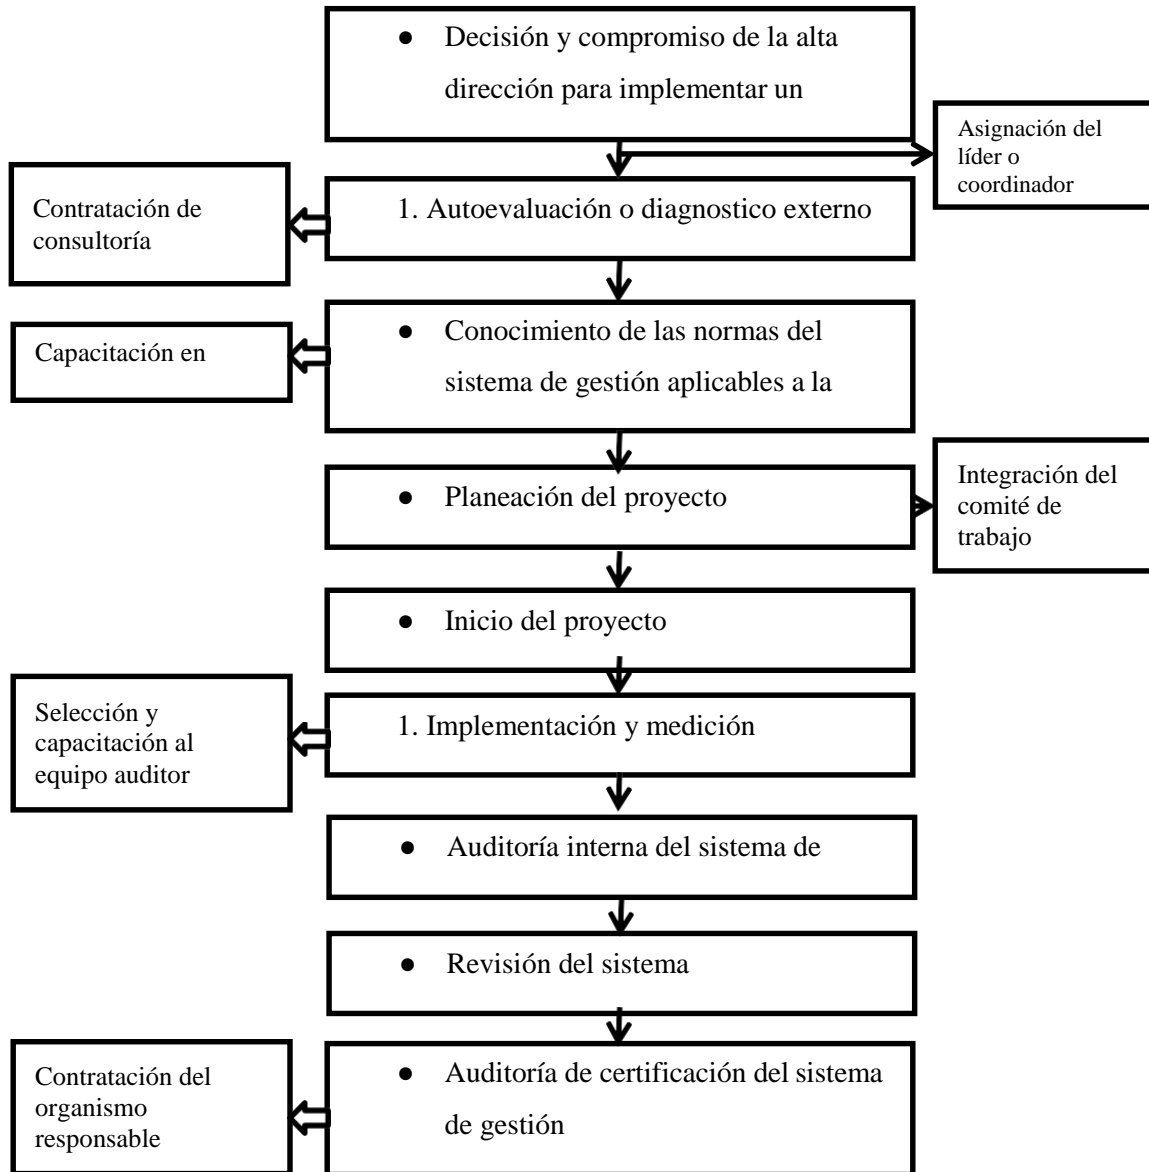 ● Decisión y compromiso de la alta
dirección para implementar un
Asignación del
líder o
coordinador
Contratación de
consultoría
1. Autoevaluación o diagnostico externo
Capacitación en
● Conocimiento de las normas del
sistema de gestión aplicables a la
● Planeación del proyecto
Integración del
comité de
trabajo
● Inicio del proyecto
Selección y
capacitación al
equipo auditor
1. Implementación y medición
● Auditoría interna del sistema de
● Revisión del sistema
Contratación del
organismo
responsable
● Auditoría de certificación del sistema
de gestión